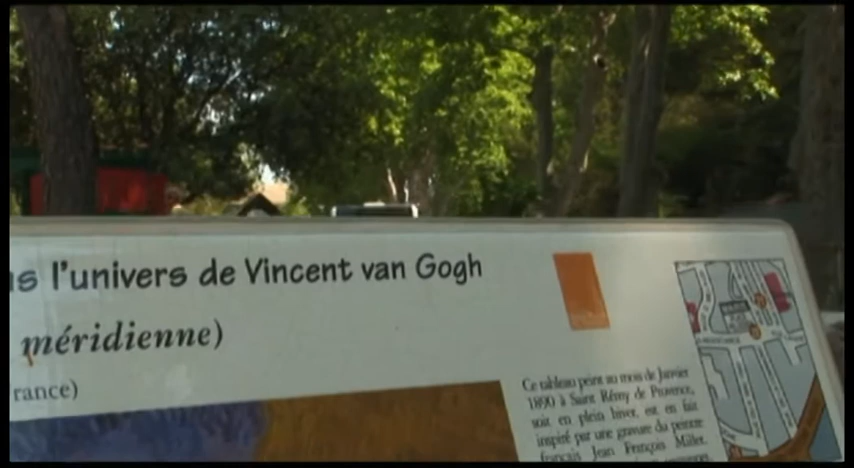 s l'univers de Vincent van Gogh
méridienne)
rance)
Ce tableau peint au mois de Janvier
1890 à Saint Rémy de Provence,
soit en plein hiver, est en fait
inspiré par une gravure du peintre
français Jean François Millet.